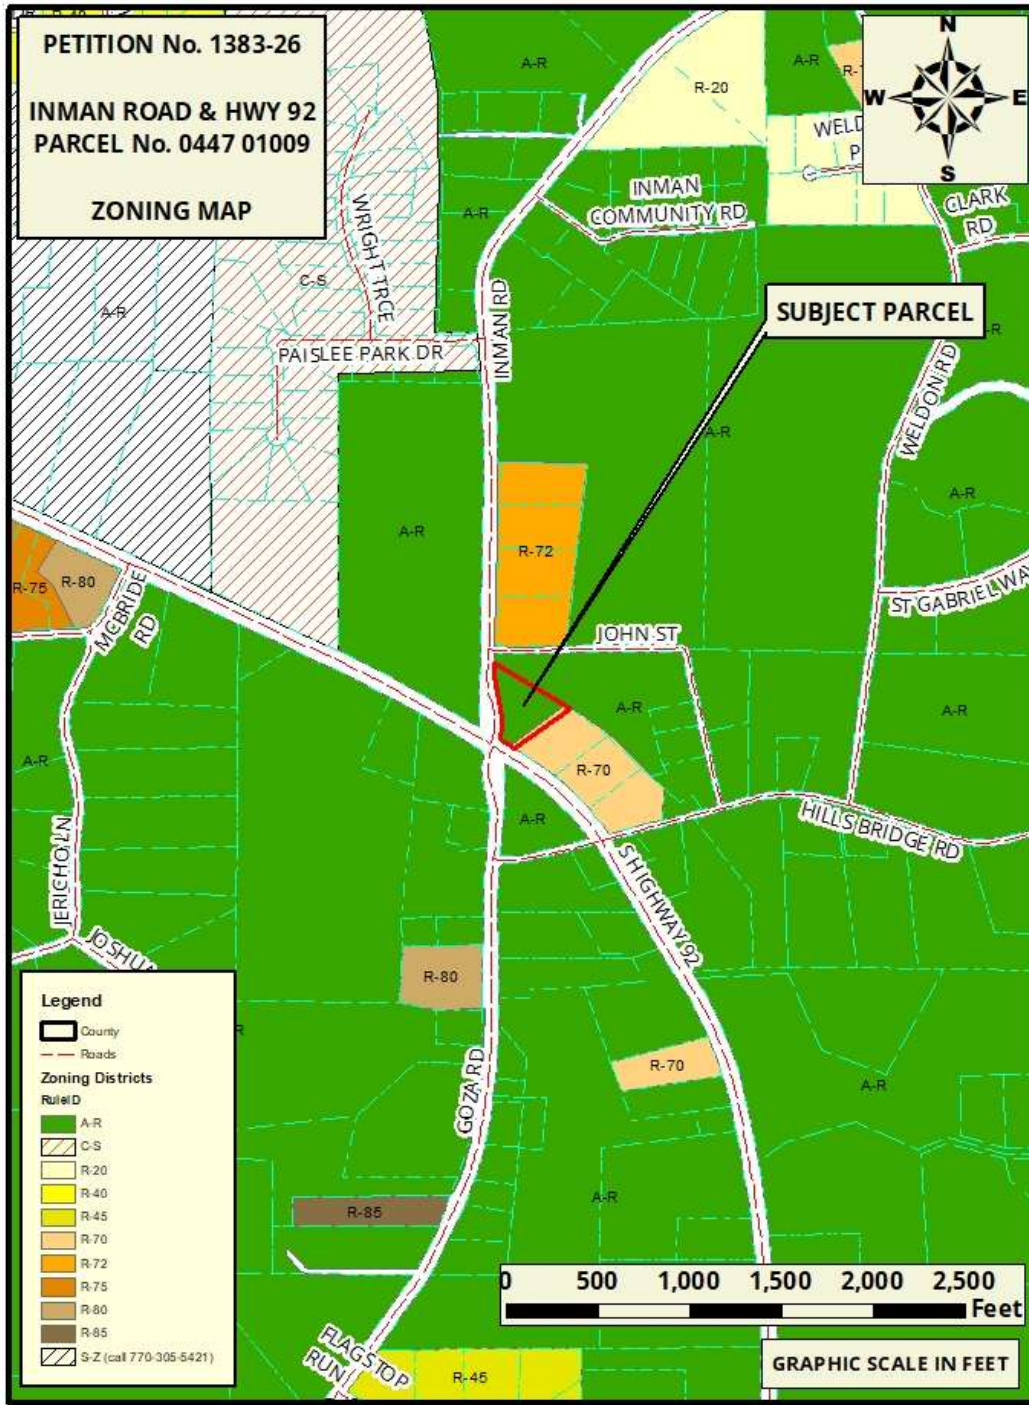 PETITION No. 1383-26
INMAN ROAD & HWY 92
PARCEL No. 0447 01009
ZONING MAP
N
W
E
S
A-R
R-20
A-R
WELD
P
CLARK
RD
INMAN
COMMUNITY RD
A-R
WRIGHT TRCE
C-S
A-R
SUBJECT PARCEL
INMAN RD
PAISLEE PARK DR
WELDON RD
A-R
A-R
A-R
R-72
R-75
R-80
MCBRIDE
RD
ST GABRIEL WA
JOHN ST
A-R
A-R
A-R
R-70
A-R
HILLS BRIDGE RD
JERICHO LN
S HIGHWAY 92
JOSHUA
R-80
R-70
GOZA RD
A-R
A-R
R-85
Legend
County
Roads
Zoning Districts
RuleID
A-R
C-S
R-20
R-40
R-45
R-70
R-72
R-75
R-80
R-85
S-Z (call 770-305-5421)
FLAGSTOP
RUN
R-45
0 500 1,000 1,500 2,000 2,500
Feet
GRAPHIC SCALE IN FEET